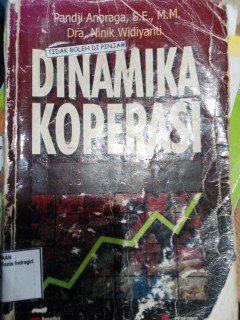 Pandji Anoraga, S.E., M.M.
Dra. Ninik Widiyanti
TIDAK BOLEH DI PINJAM
DINAMIKA
KOPERASI